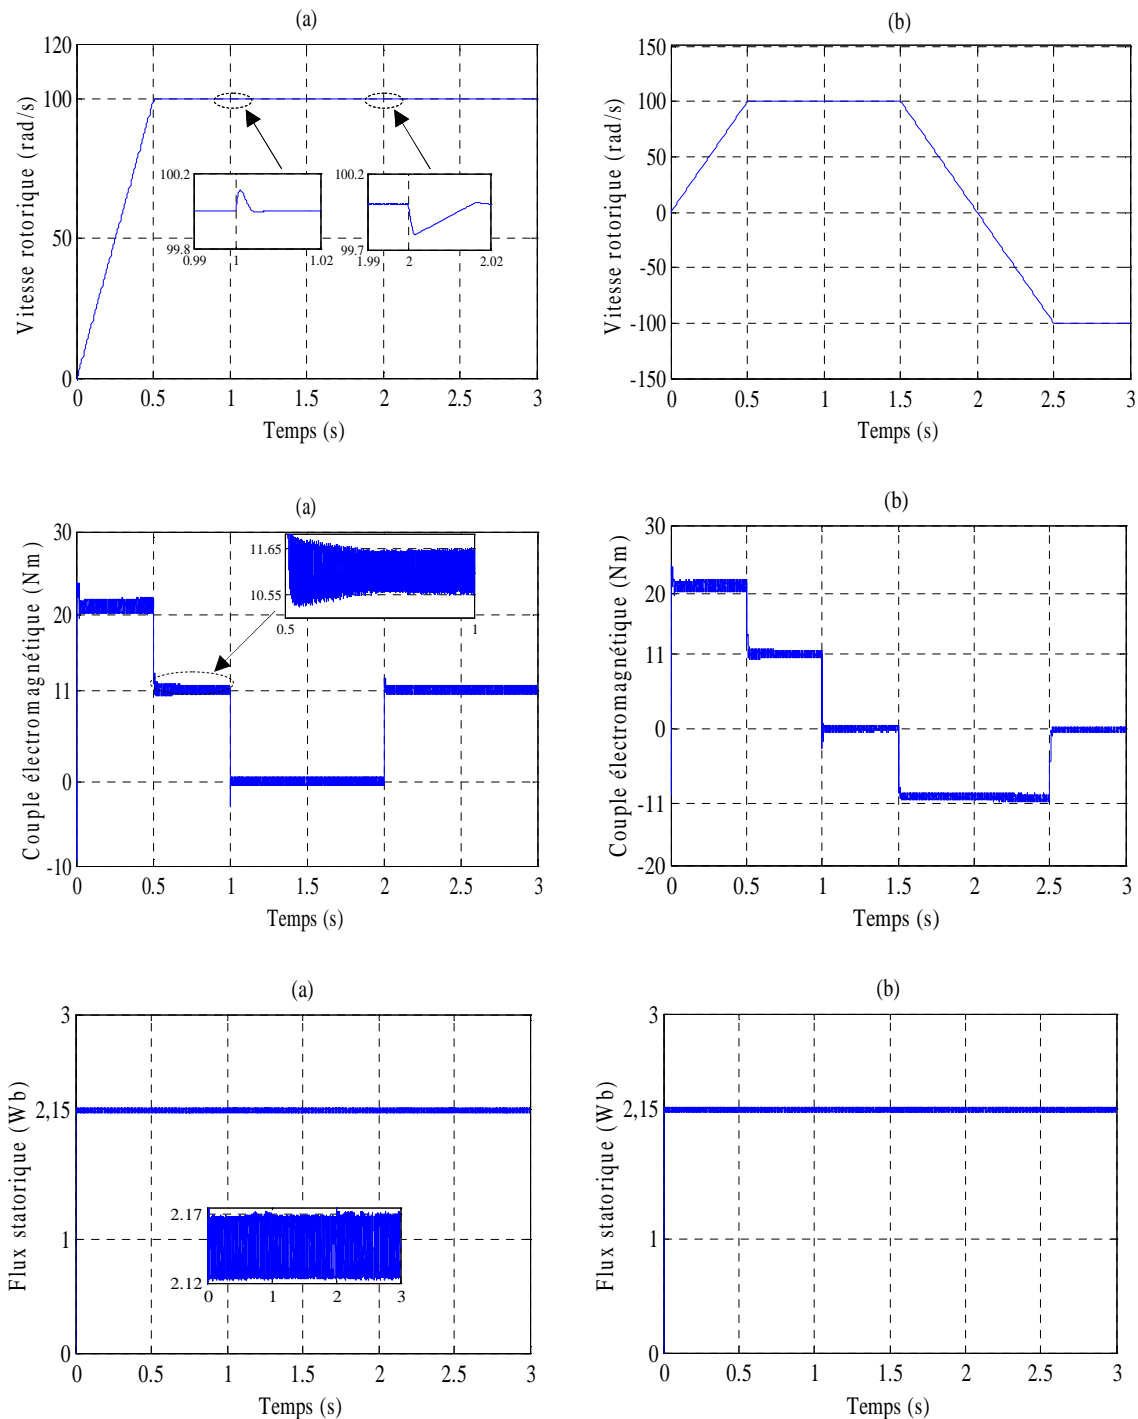 (a)
120
100
50
0
0 0.5 1 1.5 2 2.5 3
Vitesse rotorique (rad/s)
Temps (s)
100.2
99.8
0.99 1 1.02
100.2
99.7
1.99 2 2.02
(b)
150
100
50
0
-50
-100
-150
0 0.5 1 1.5 2 2.5 3
Vitesse rotorique (rad/s)
Temps (s)
(a)
30
20
11
0
-10
0 0.5 1 1.5 2 2.5 3
Couple électromagnétique (Nm)
Temps (s)
11.65
10.55
0.5 1
(b)
30
20
11
0
-11
-20
0 0.5 1 1.5 2 2.5 3
Couple électromagnétique (Nm)
Temps (s)
(a)
3
2,15
1
0
0 0.5 1 1.5 2 2.5 3
Flux statorique (Wb)
Temps (s)
2.17
2.12
0 1 2 3
(b)
3
2,15
1
0
0 0.5 1 1.5 2 2.5 3
Flux statorique (Wb)
Temps (s)